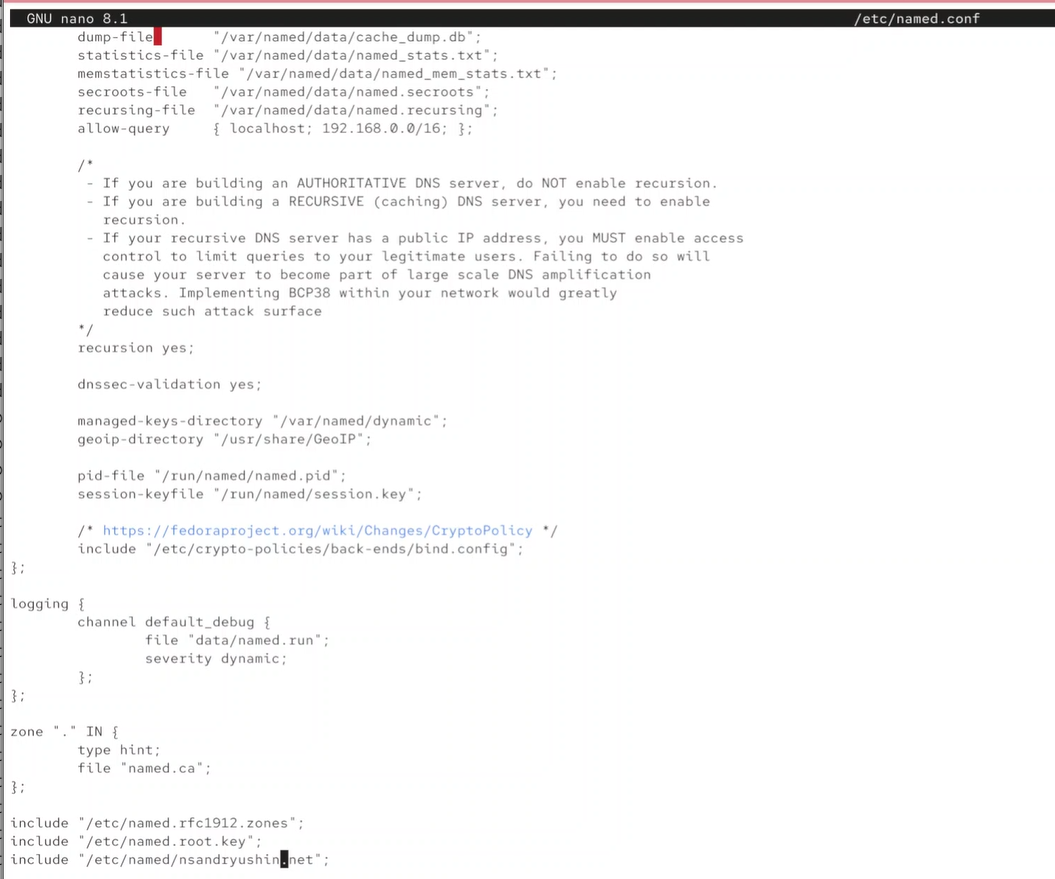 GNU nano 8.1 /etc/named.conf
dump-file "/var/named/data/cache_dump.db";
statistics-file "/var/named/data/named_stats.txt";
memstatistics-file "/var/named/data/named_mem_stats.txt";
secroots-file "/var/named/data/named.secroots";
recursing-file "/var/named/data/named.recursing";
allow-query { localhost; 192.168.0.0/16; };
/*
- If you are building an AUTHORITATIVE DNS server, do NOT enable recursion.
- If you are building a RECURSIVE (caching) DNS server, you need to enable
recursion.
- If your recursive DNS server has a public IP address, you MUST enable access
control to limit queries to your legitimate users. Failing to do so will
cause your server to become part of large scale DNS amplification
attacks. Implementing BCP38 within your network would greatly
reduce such attack surface
*/
recursion yes;
dnssec-validation yes;
managed-keys-directory "/var/named/dynamic";
geoip-directory "/usr/share/GeoIP";
pid-file "/run/named/named.pid";
session-keyfile "/run/named/session.key";
/* https://fedoraproject.org/wiki/Changes/CryptoPolicy */
include "/etc/crypto-policies/back-ends/bind.config";
};
logging {
channel default_debug {
file "data/named.run";
severity dynamic;
};
};
zone "." IN {
type hint;
file "named.ca";
};
include "/etc/named.rfc1912.zones";
include "/etc/named.root.key";
include "/etc/named/nsandryushin.net";